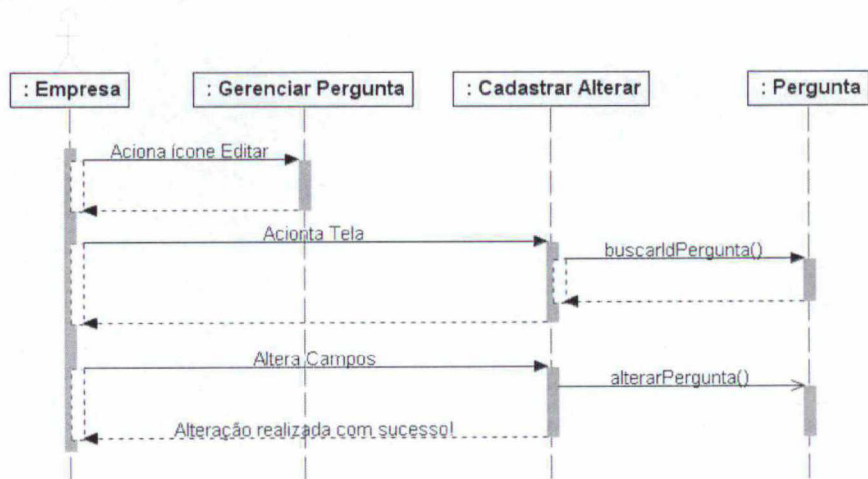 : Empresa
: Gerenciar Pergunta
: Cadastrar Alterar
: Pergunta
Aciona ícone Editar
Acionta Tela
buscarIdPergunta()
Altera Campos
alterarPergunta()
Alteração realizada com sucesso!